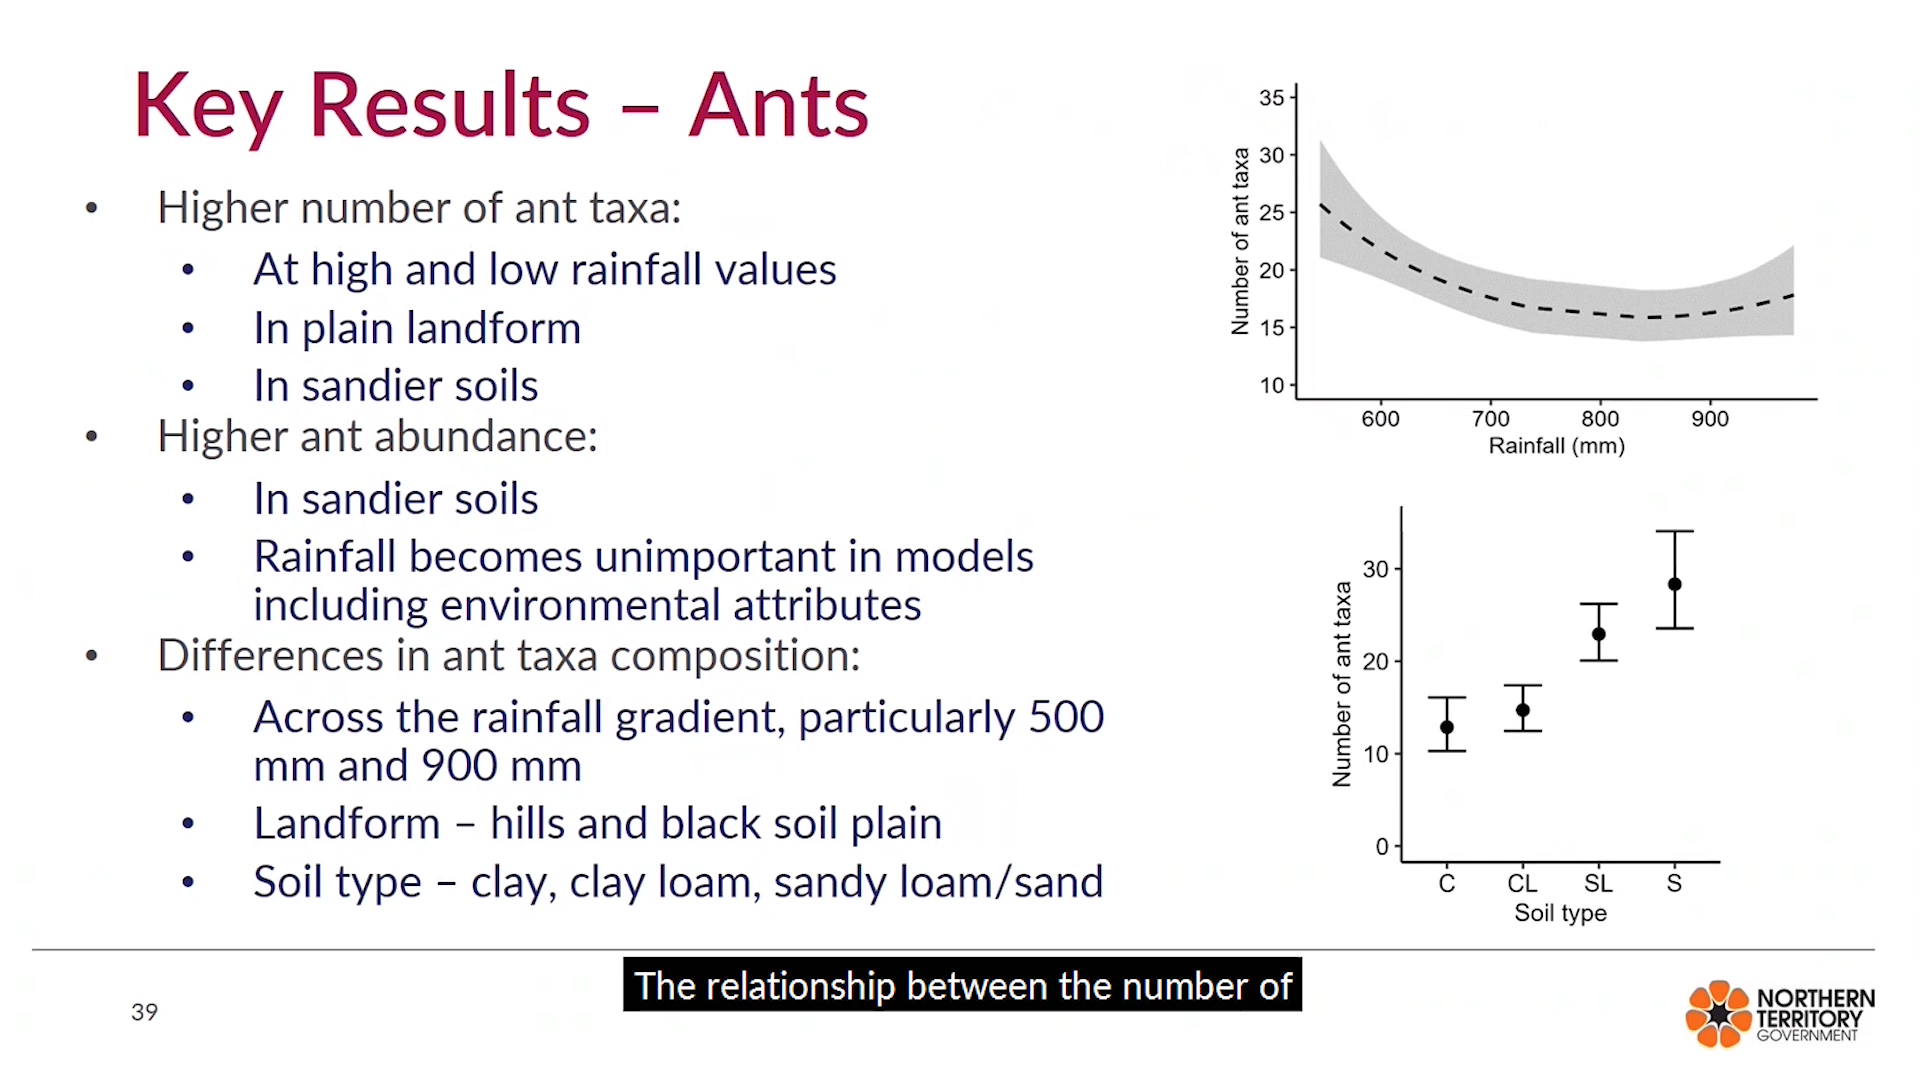 Key Results – Ants
• Higher number of ant taxa:
• At high and low rainfall values
• In plain landform
• In sandier soils
• Higher ant abundance:
• In sandier soils
• Rainfall becomes unimportant in models
including environmental attributes
• Differences in ant taxa composition:
• Across the rainfall gradient, particularly 500
mm and 900 mm
• Landform – hills and black soil plain
• Soil type – clay, clay loam, sandy loam/sand
Number of ant taxa
35
30
25
20
15
10
600 700 800 900
Rainfall (mm)
Number of ant taxa
30
20
10
0
C CL SL S
Soil type
The relationship between the number of
39
NORTHERN
TERRITORY
GOVERNMENT